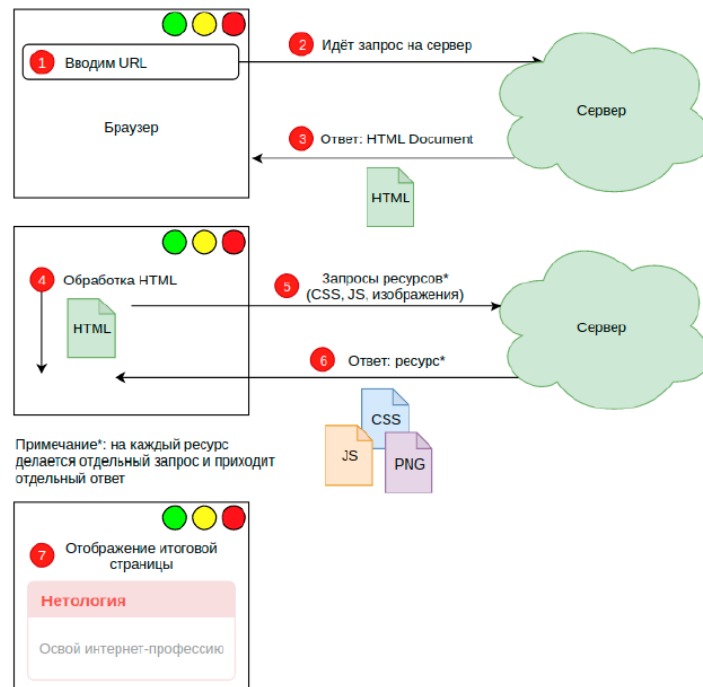 1 Вводим URL
2 Идёт запрос на сервер
Браузер
Сервер
3 Ответ: HTML Document
HTML
4 Обработка HTML
HTML
5 Запросы ресурсов*
(CSS, JS, изображения)
Сервер
6 Ответ: ресурс*
CSS
JS
PNG
Примечание*: на каждый ресурс
делается отдельный запрос и приходит
отдельный ответ
7 Отображение итоговой
страницы
Нетология
Освой интернет-профессию